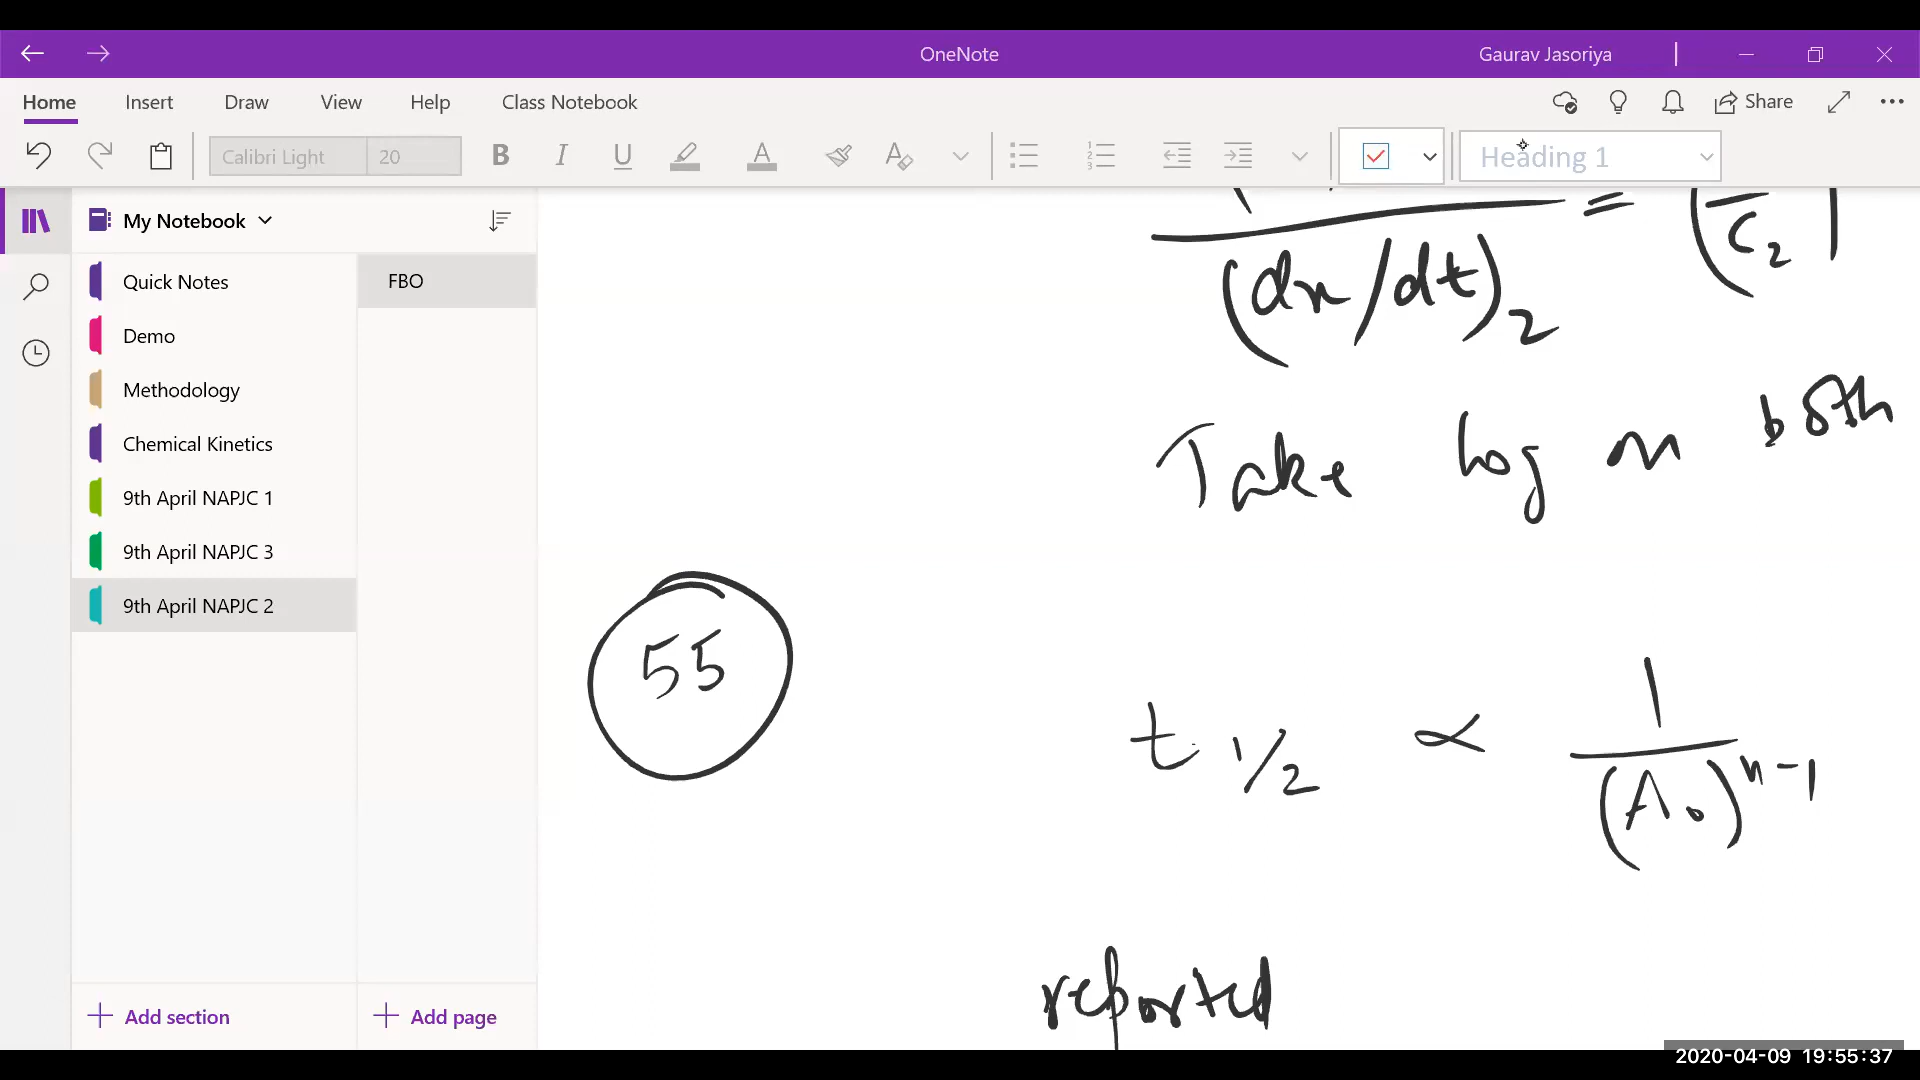 OneNote
Gaurav Jasoriya
Home Insert Draw View Help Class Notebook
Share
Calibri Light 20
B I U A A
Heading 1
My Notebook
Quick Notes
FBO
Demo
Methodology
Chemical Kinetics
9th April NAPJC 1
9th April NAPJC 3
9th April NAPJC 2
Add section
Add page
= ( / C2
(dx/dt)2
Take log on both
55
t 1/2 ∝ 1 / (A0)^n-1
reported
2020-04-09 19:55:37